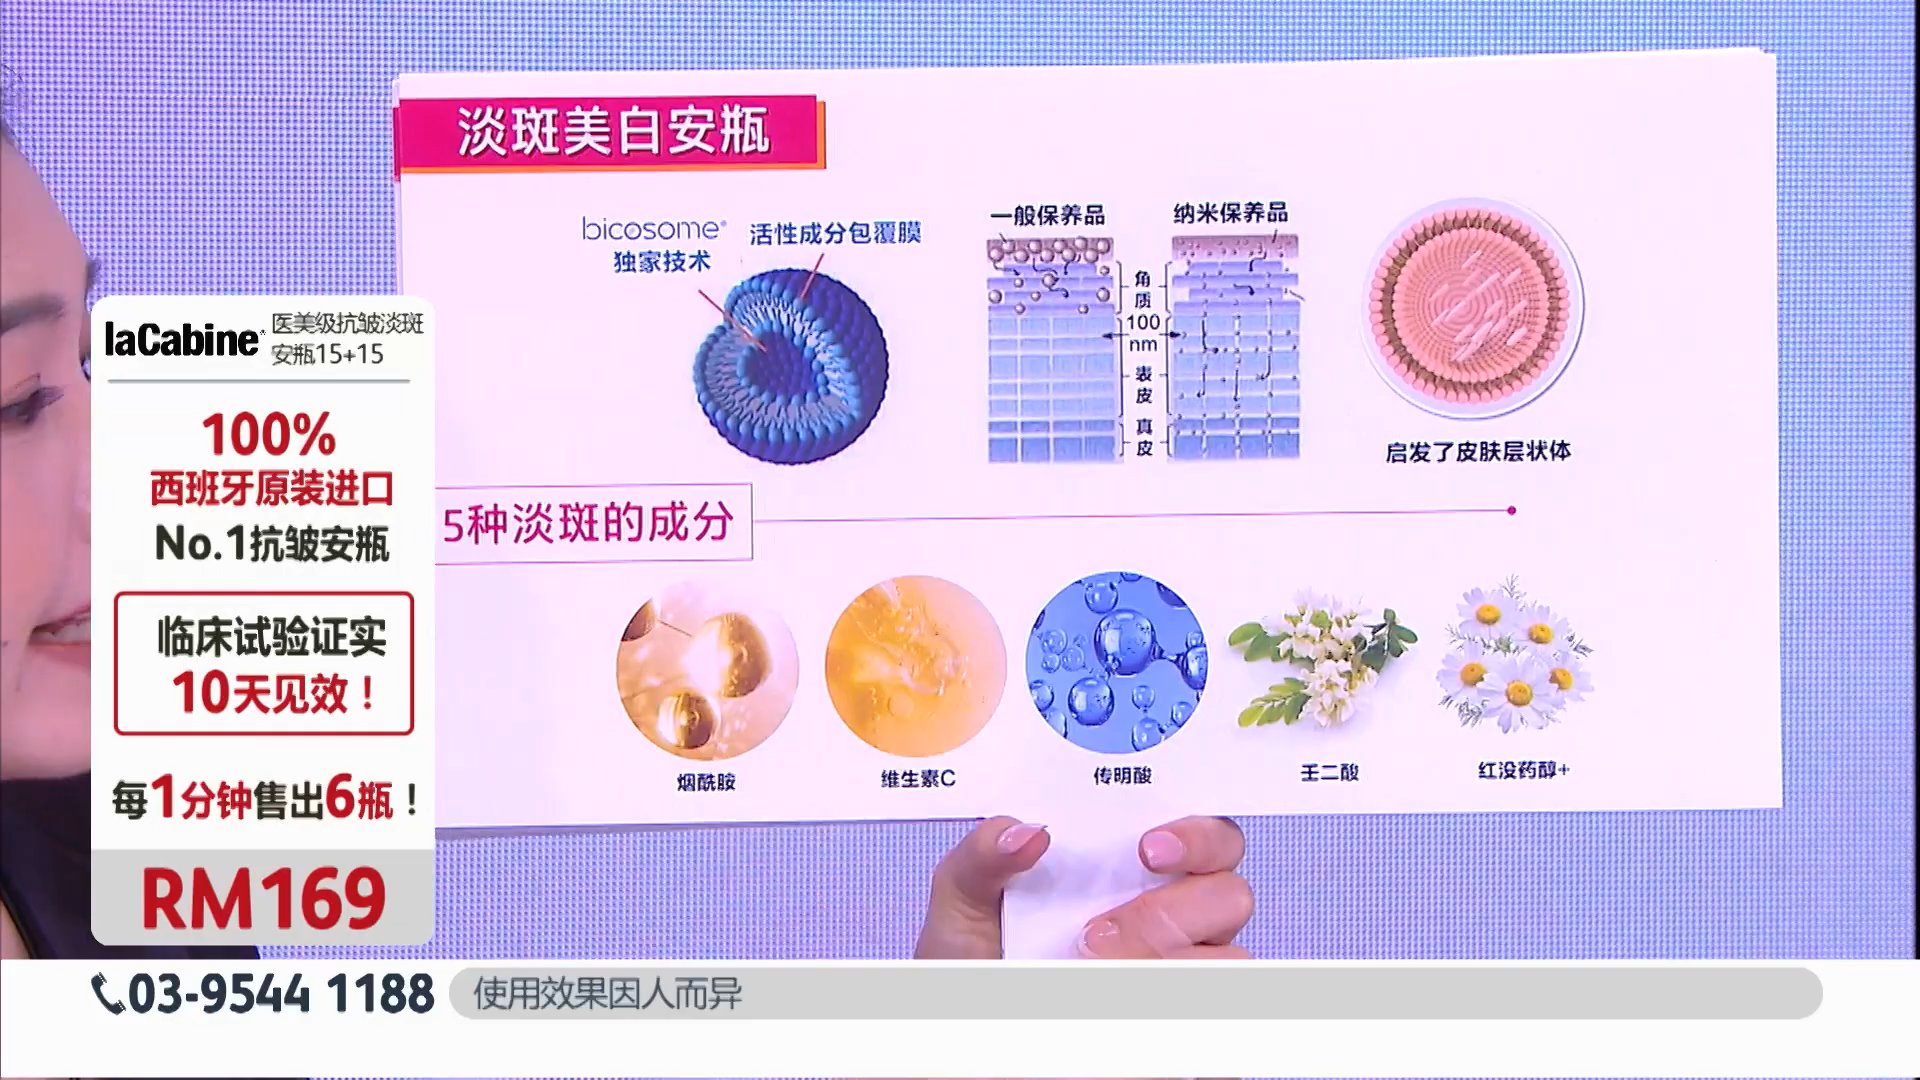 淡斑美白安瓶
bicosome®
独家技术
活性成分包覆膜
一般保养品
纳米保养品
角质
100
nm
表皮
真皮
启发了皮肤层状体
5种淡斑的成分
烟酰胺
维生素C
传明酸
壬二酸
红没药醇+
laCabine
医美级抗皱淡斑
安瓶15+15
100%
西班牙原装进口
No.1抗皱安瓶
临床试验证实
10天见效！
每1分钟售出6瓶！
RM169
03-9544 1188
使用效果因人而异